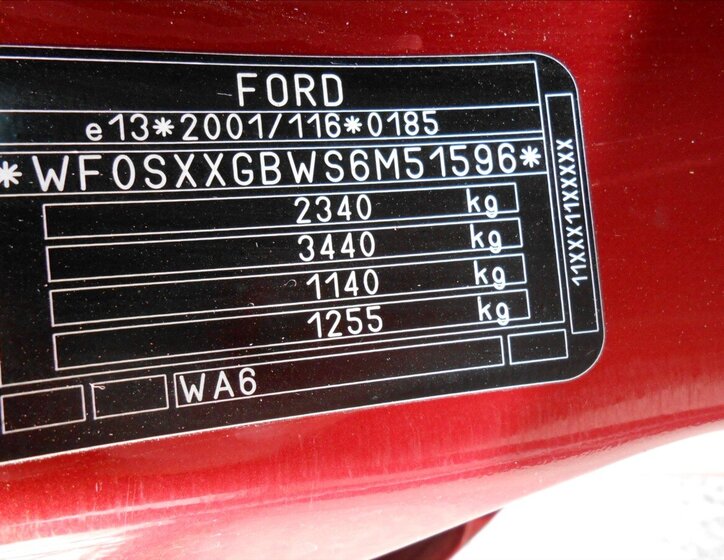 FORD
e13*2001/116*0185
*WF0SXXGBWS6M51596*
2340 kg
3440 kg
1140 kg
1255 kg
WA6
11XXX11XXXXX